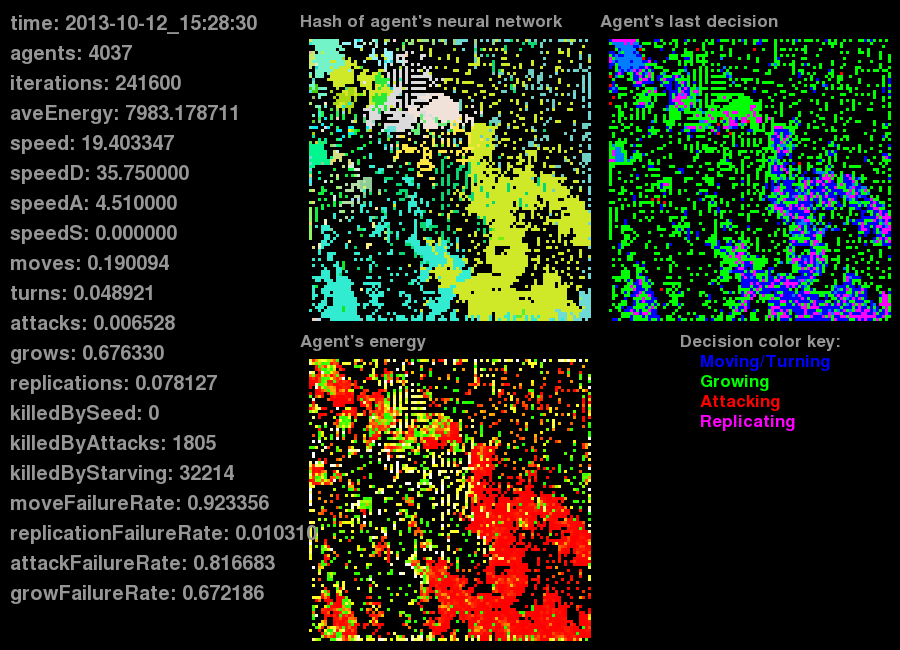 time: 2013-10-12_15:28:30
agents: 4037
iterations: 241600
aveEnergy: 7983.178711
speed: 19.403347
speedD: 35.750000
speedA: 4.510000
speedS: 0.000000
moves: 0.190094
turns: 0.048921
attacks: 0.006528
grows: 0.676330
replications: 0.078127
killedBySeed: 0
killedByAttacks: 1805
killedByStarving: 32214
moveFailureRate: 0.923356
replicationFailureRate: 0.010310
attackFailureRate: 0.816683
growFailureRate: 0.672186
Hash of agent's neural network
Agent's last decision
Agent's energy
Decision color key:
Moving/Turning
Growing
Attacking
Replicating